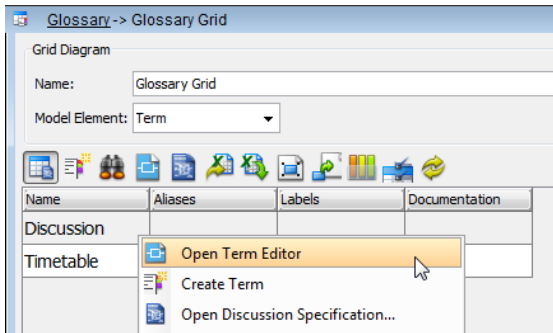 Glossary -> Glossary Grid
Grid Diagram
Name: Glossary Grid
Model Element: Term
Name Aliases Labels Documentation
Discussion
Open Term Editor
Timetable
Create Term
Open Discussion Specification...